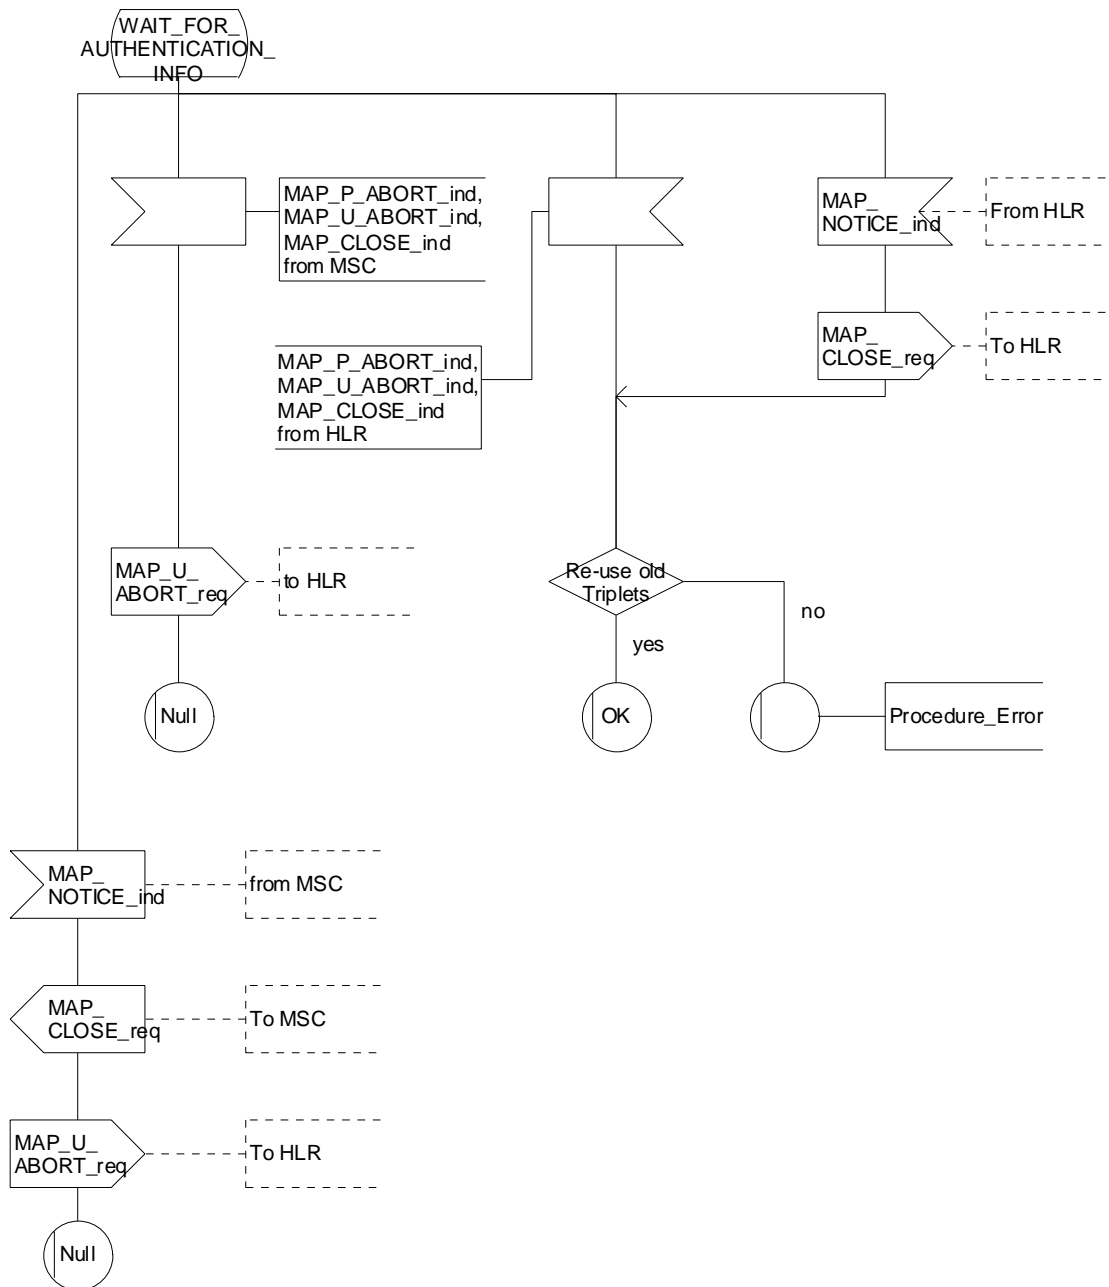 WAIT_FOR_
AUTHENTICATION_
INFO
MAP_P_ABORT_ind,
MAP_U_ABORT_ind,
MAP_CLOSE_ind
from MSC
MAP_
NOTICE_ind
From HLR
MAP_P_ABORT_ind,
MAP_U_ABORT_ind,
MAP_CLOSE_ind
from HLR
MAP_
CLOSE_req
To HLR
MAP_U_
ABORT_req
to HLR
Re-use old
Triplets
no
yes
Null
OK
Procedure_Error
MAP_
NOTICE_ind
from MSC
MAP_
CLOSE_req
To MSC
MAP_U_
ABORT_req
To HLR
Null